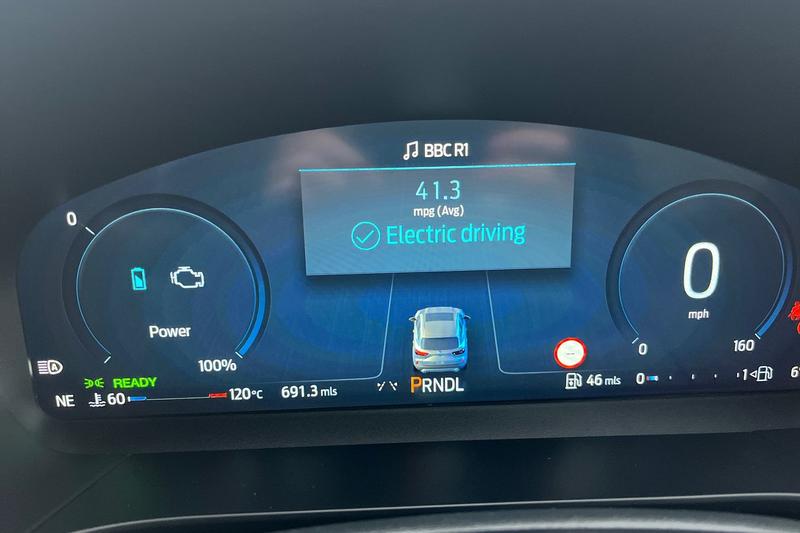 BBC R1
41.3
mpg (Avg)
Electric driving
0
Power
100%
0
mph
0
160
READY
NE
60
120°C
691.3 mls
PRNDL
46 mls
0
1